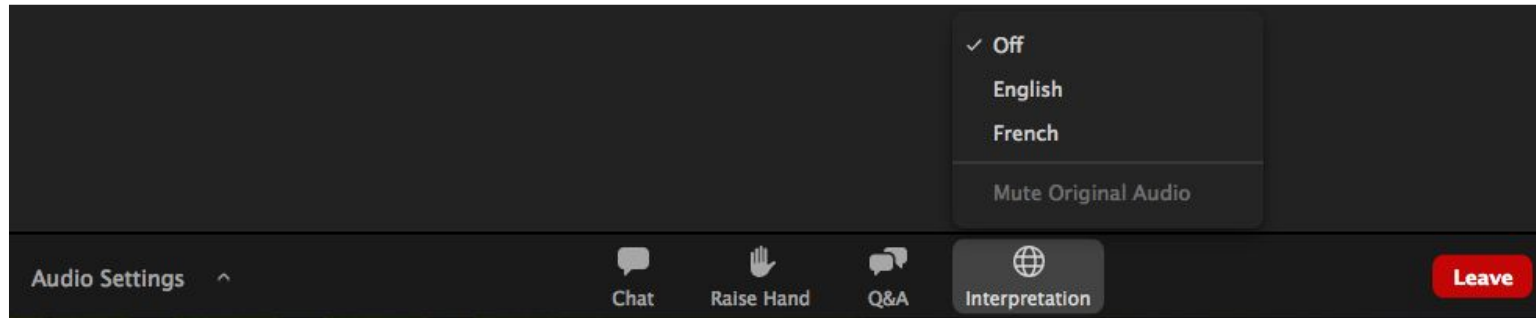 Off
English
French
Mute Original Audio
Audio Settings
Chat
Raise Hand
Q&A
Interpretation
Leave